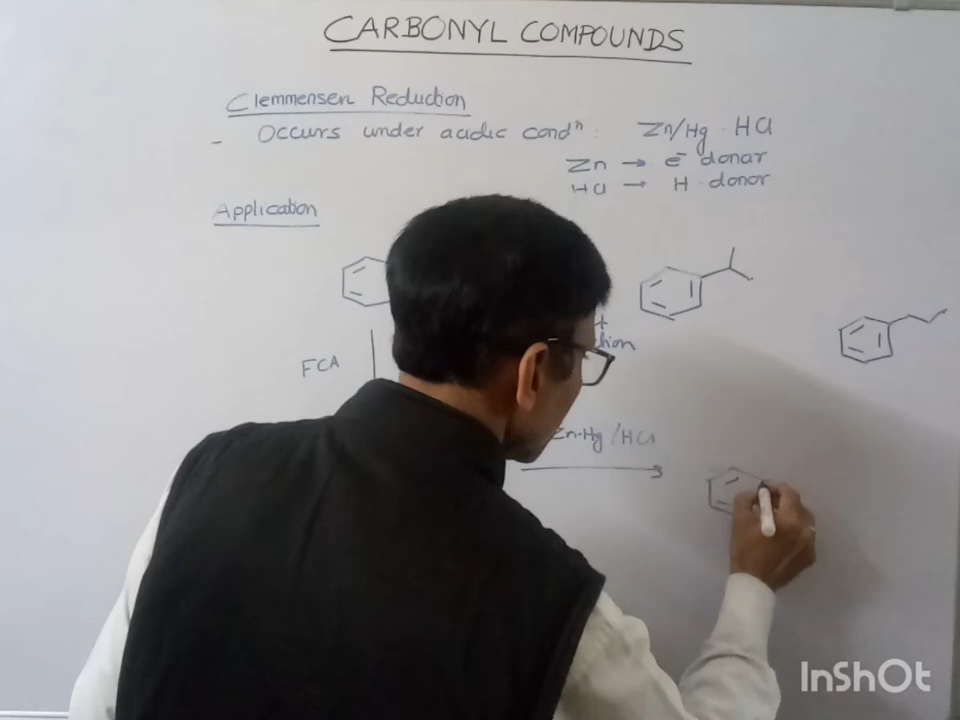 CARBONYL COMPOUNDS
Clemmensen Reduction
- Occurs under acidic condⁿ : Zn/Hg · HCl
Zn → e⁻ donar
HCl → H · donor
Application
+
FCA
Zn-Hg /HCl
InShOt